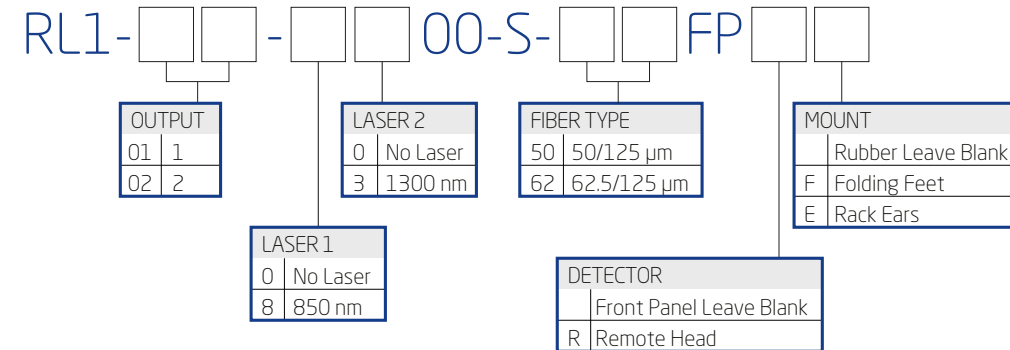 RL1- - 00-S- FP
OUTPUT
01 1
02 2
LASER 2
0 No Laser
3 1300 nm
FIBER TYPE
50 50/125 µm
62 62.5/125 µm
MOUNT
Rubber Leave Blank
F Folding Feet
E Rack Ears
LASER 1
0 No Laser
8 850 nm
DETECTOR
Front Panel Leave Blank
R Remote Head